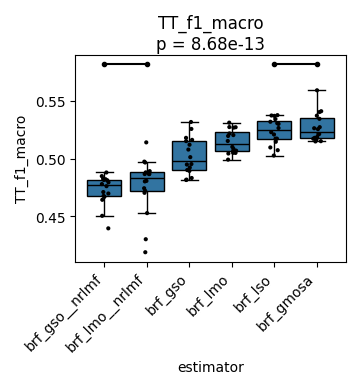 TT_f1_macro
p = 8.68e-13
TT_f1_macro
0.55
0.50
0.45
brf_gso__nrlmf
brf_lmo__nrlmf
brf_gso
brf_lmo
brf_lso
brf_gmosa
estimator